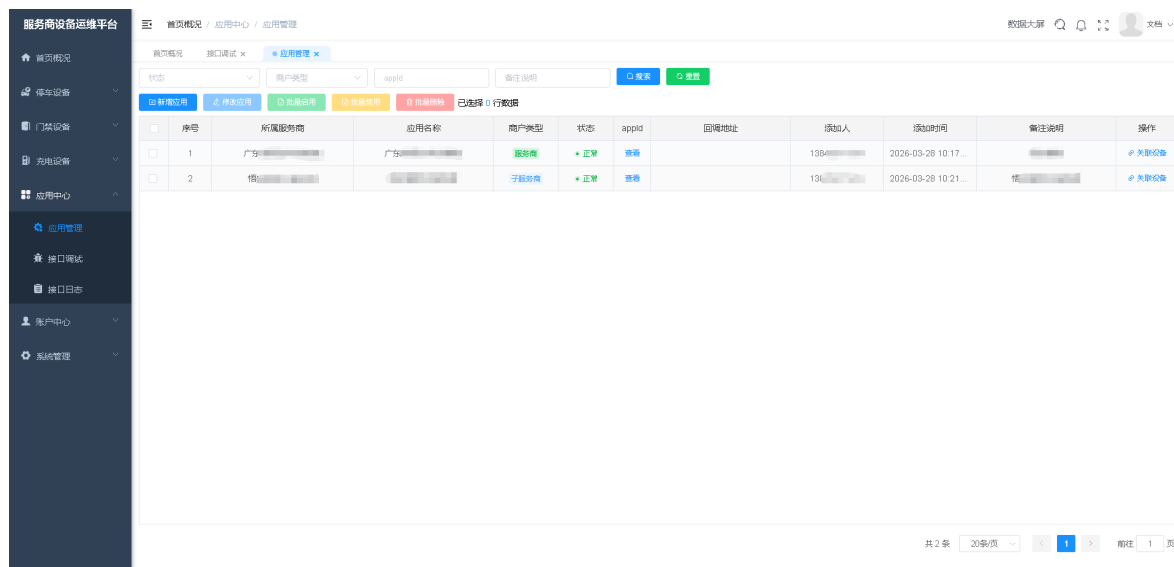 服务商设备运维平台
首页概况 / 应用中心 / 应用管理
数据大屏
文档
首页概况
接口调试 ×
应用管理 ×
首页概况
停车设备
门禁设备
充电设备
应用中心
应用管理
接口调试
接口日志
账户中心
系统管理
状态
商户类型
appId
备注说明
搜索
重置
新增应用
修改应用
批量启用
批量禁用
批量删除
已选择 0 行数据
序号 所属服务商 应用名称 商户类型 状态 appId 回调地址 添加人 添加时间 备注说明 操作
1 广东 广东 服务商 正常 查看 1384 2026-03-28 10:17... 关联设备
2 子服务商 正常 查看 2026-03-28 10:21... 关联设备
共 2 条 20条/页 1 前往 1 页